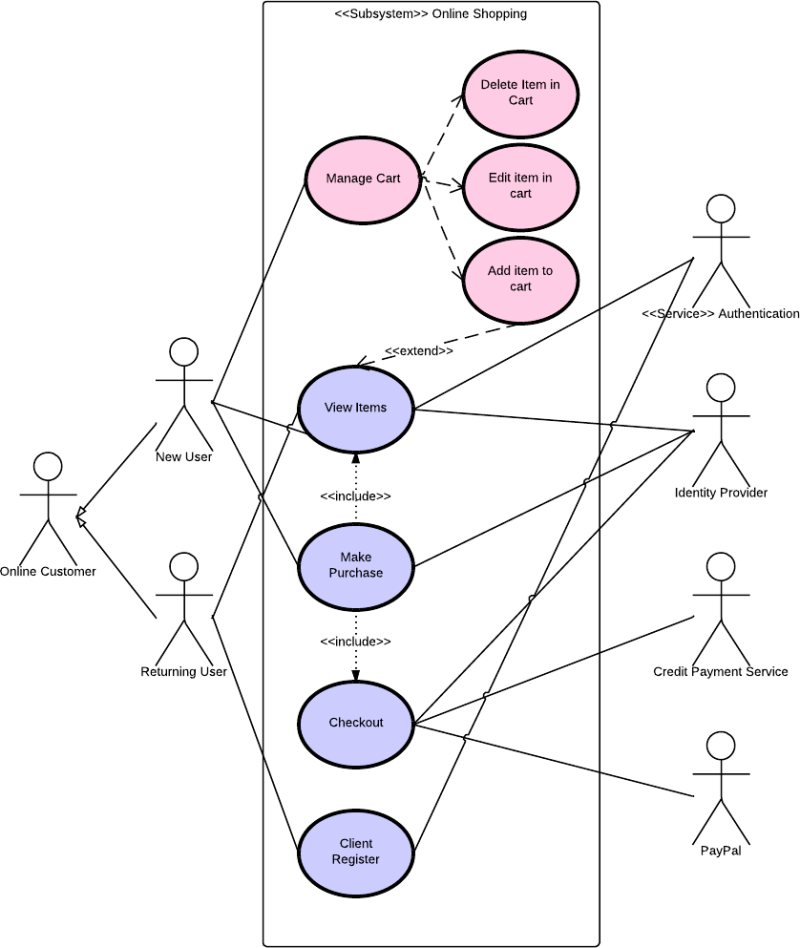 <<Subsystem>> Online Shopping
Delete Item in
Cart
Manage Cart
Edit item in
cart
Add item to
cart
<<Service>> Authentication
<<extend>>
View Items
New User
Identity Provider
<<include>>
Online Customer
Make
Purchase
<<include>>
Returning User
Credit Payment Service
Checkout
Client
Register
PayPal